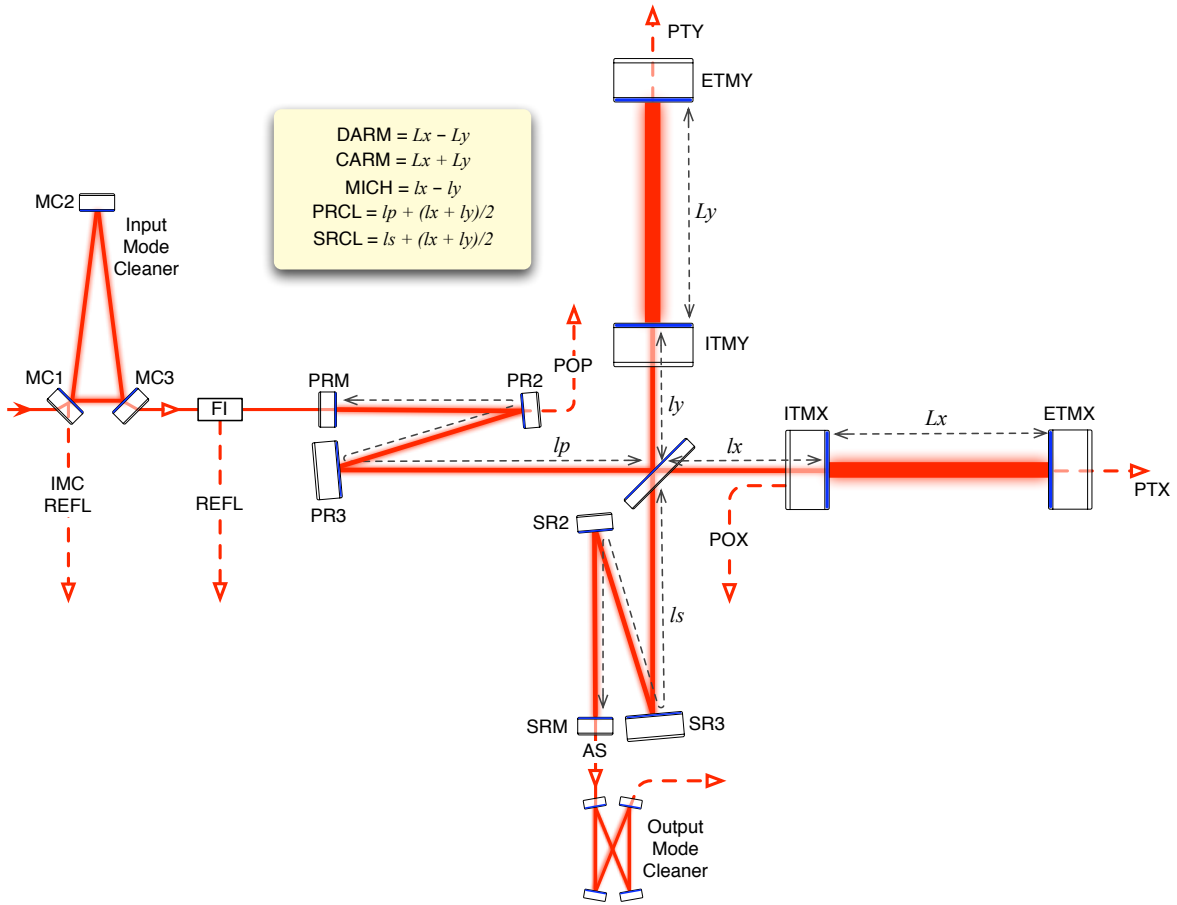 PTY
ETMY
DARM = Lx – Ly
CARM = Lx + Ly
MICH = lx – ly
PRCL = lp + (lx + ly)/2
SRCL = ls + (lx + ly)/2
MC2
Input
Mode
Cleaner
Ly
ITMY
MC1
MC3
FI
PRM
PR2
POP
ly
ITMX
ETMX
Lx
lp
lx
IMC
REFL
REFL
PR3
PTX
SR2
POX
ls
SRM
SR3
AS
Output
Mode
Cleaner